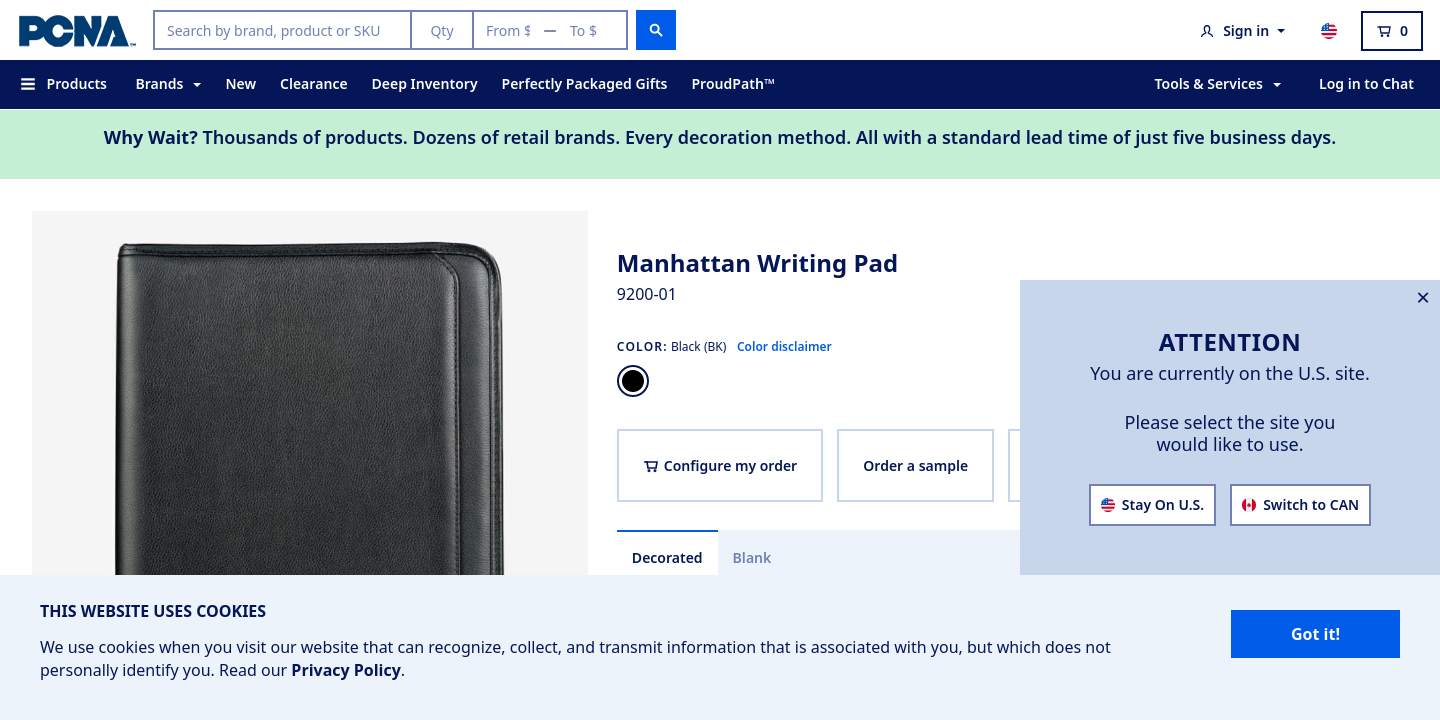 PCNA™
Search by brand, product or SKU
Qty
From $ — To $
Sign in
0
Products
Brands
New
Clearance
Deep Inventory
Perfectly Packaged Gifts
ProudPath™
Tools & Services
Log in to Chat
Why Wait? Thousands of products. Dozens of retail brands. Every decoration method. All with a standard lead time of just five business days.
Manhattan Writing Pad
9200-01
COLOR: Black (BK) Color disclaimer
Configure my order
Order a sample
Decorated
Blank
ATTENTION
You are currently on the U.S. site.
Please select the site you
would like to use.
Stay On U.S.
Switch to CAN
THIS WEBSITE USES COOKIES
We use cookies when you visit our website that can recognize, collect, and transmit information that is associated with you, but which does not
personally identify you. Read our Privacy Policy.
Got it!